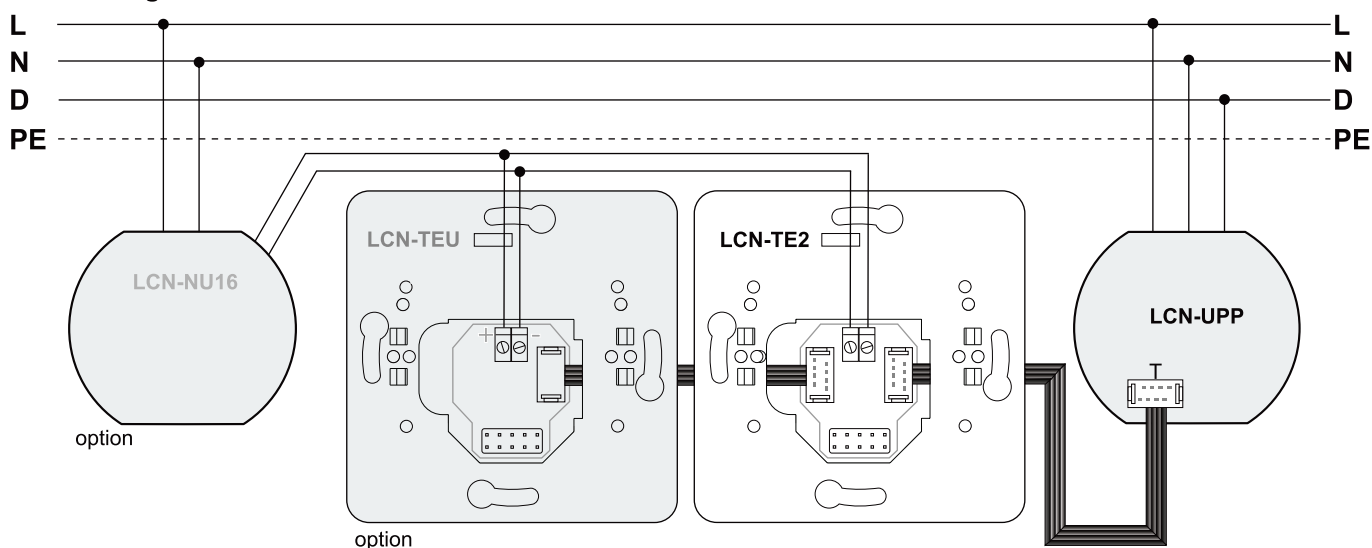 L L
N N
D D
PE PE
LCN-TEU LCN-TE2
LCN-NU16
LCN-UPP
+ -
T
option
option